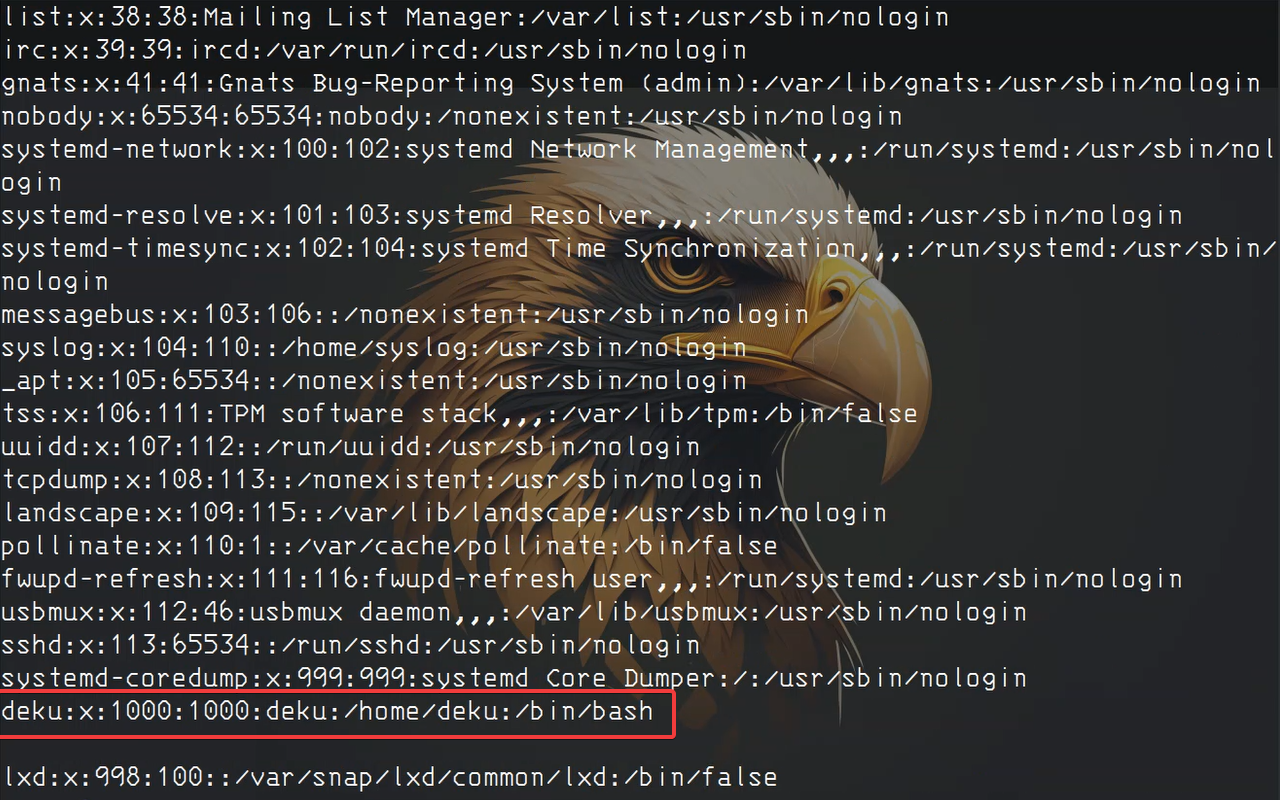 list:x:38:38:Mailing List Manager:/var/list:/usr/sbin/nologin
irc:x:39:39:ircd:/var/run/ircd:/usr/sbin/nologin
gnats:x:41:41:Gnats Bug-Reporting System (admin):/var/lib/gnats:/usr/sbin/nologin
nobody:x:65534:65534:nobody:/nonexistent:/usr/sbin/nologin
systemd-network:x:100:102:systemd Network Management,,,:/run/systemd:/usr/sbin/nol
ogin
systemd-resolve:x:101:103:systemd Resolver,,,:/run/systemd:/usr/sbin/nologin
systemd-timesync:x:102:104:systemd Time Synchronization,,,:/run/systemd:/usr/sbin/
nologin
messagebus:x:103:106::/nonexistent:/usr/sbin/nologin
syslog:x:104:110::/home/syslog:/usr/sbin/nologin
_apt:x:105:65534::/nonexistent:/usr/sbin/nologin
tss:x:106:111:TPM software stack,,,:/var/lib/tpm:/bin/false
uuidd:x:107:112::/run/uuidd:/usr/sbin/nologin
tcpdump:x:108:113::/nonexistent:/usr/sbin/nologin
landscape:x:109:115::/var/lib/landscape:/usr/sbin/nologin
pollinate:x:110:1::/var/cache/pollinate:/bin/false
fwupd-refresh:x:111:116:fwupd-refresh user,,,:/run/systemd:/usr/sbin/nologin
usbmux:x:112:46:usbmux daemon,,,:/var/lib/usbmux:/usr/sbin/nologin
sshd:x:113:65534::/run/sshd:/usr/sbin/nologin
systemd-coredump:x:999:999:systemd Core Dumper:/:/usr/sbin/nologin
deku:x:1000:1000:deku:/home/deku:/bin/bash
lxd:x:998:100::/var/snap/lxd/common/lxd:/bin/false